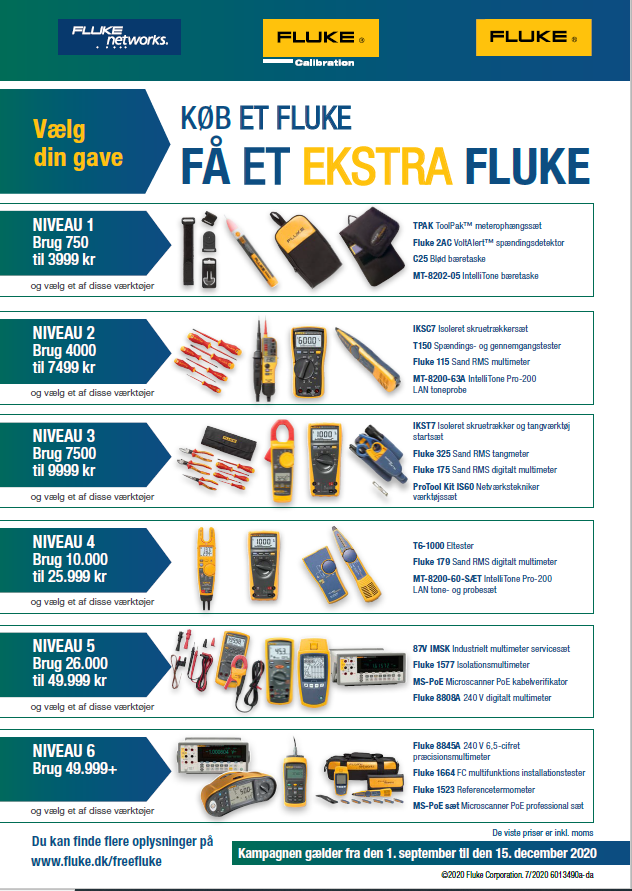 FLUKE networks.
FLUKE ®
Calibration
FLUKE ®
Vælg
din gave
KØB ET FLUKE
FÅ ET EKSTRA FLUKE
NIVEAU 1
Brug 750
til 3999 kr
og vælg et af disse værktøjer
FLUKE
TPAK ToolPak™ meterophængssæt
Fluke 2AC VoltAlert™ spændingsdetektor
C25 Blød bæretaske
MT-8202-05 IntelliTone bæretaske
NIVEAU 2
Brug 4000
til 7499 kr
og vælg et af disse værktøjer
IKSC7 Isoleret skruetrækkersæt
T150 Spændings- og gennemgangstester
Fluke 115 Sand RMS multimeter
MT-8200-63A IntelliTone Pro-200
LAN toneprobe
NIVEAU 3
Brug 7500
til 9999 kr
og vælg et af disse værktøjer
IKST7 Isoleret skruetrækker og tangværktøj
startsæt
Fluke 325 Sand RMS tangmeter
Fluke 175 Sand RMS digitalt multimeter
ProTool Kit IS60 Netværkstekniker
værktøjssæt
NIVEAU 4
Brug 10.000
til 25.999 kr
og vælg et af disse værktøjer
T6-1000 Eltester
Fluke 179 Sand RMS digitalt multimeter
MT-8200-60-SÆT IntelliTone Pro-200
LAN tone- og probesæt
NIVEAU 5
Brug 26.000
til 49.999 kr
og vælg et af disse værktøjer
87V IMSK Industrielt multimeter servicesæt
Fluke 1577 Isolationsmultimeter
MS-PoE Microscanner PoE kabelverifikator
Fluke 8808A 240 V digitalt multimeter
NIVEAU 6
Brug 49.999+
og vælg et af disse værktøjer
Fluke 8845A 240 V 6,5-cifret
præcisionsmultimeter
Fluke 1664 FC multifunktions installationstester
Fluke 1523 Referencetermometer
MS-PoE sæt Microscanner PoE professional sæt
De viste priser er inkl. moms
Du kan finde flere oplysninger på
www.fluke.dk/freefluke
Kampagnen gælder fra den 1. september til den 15. december 2020
©2020 Fluke Corporation. 7/2020 6013490a-da